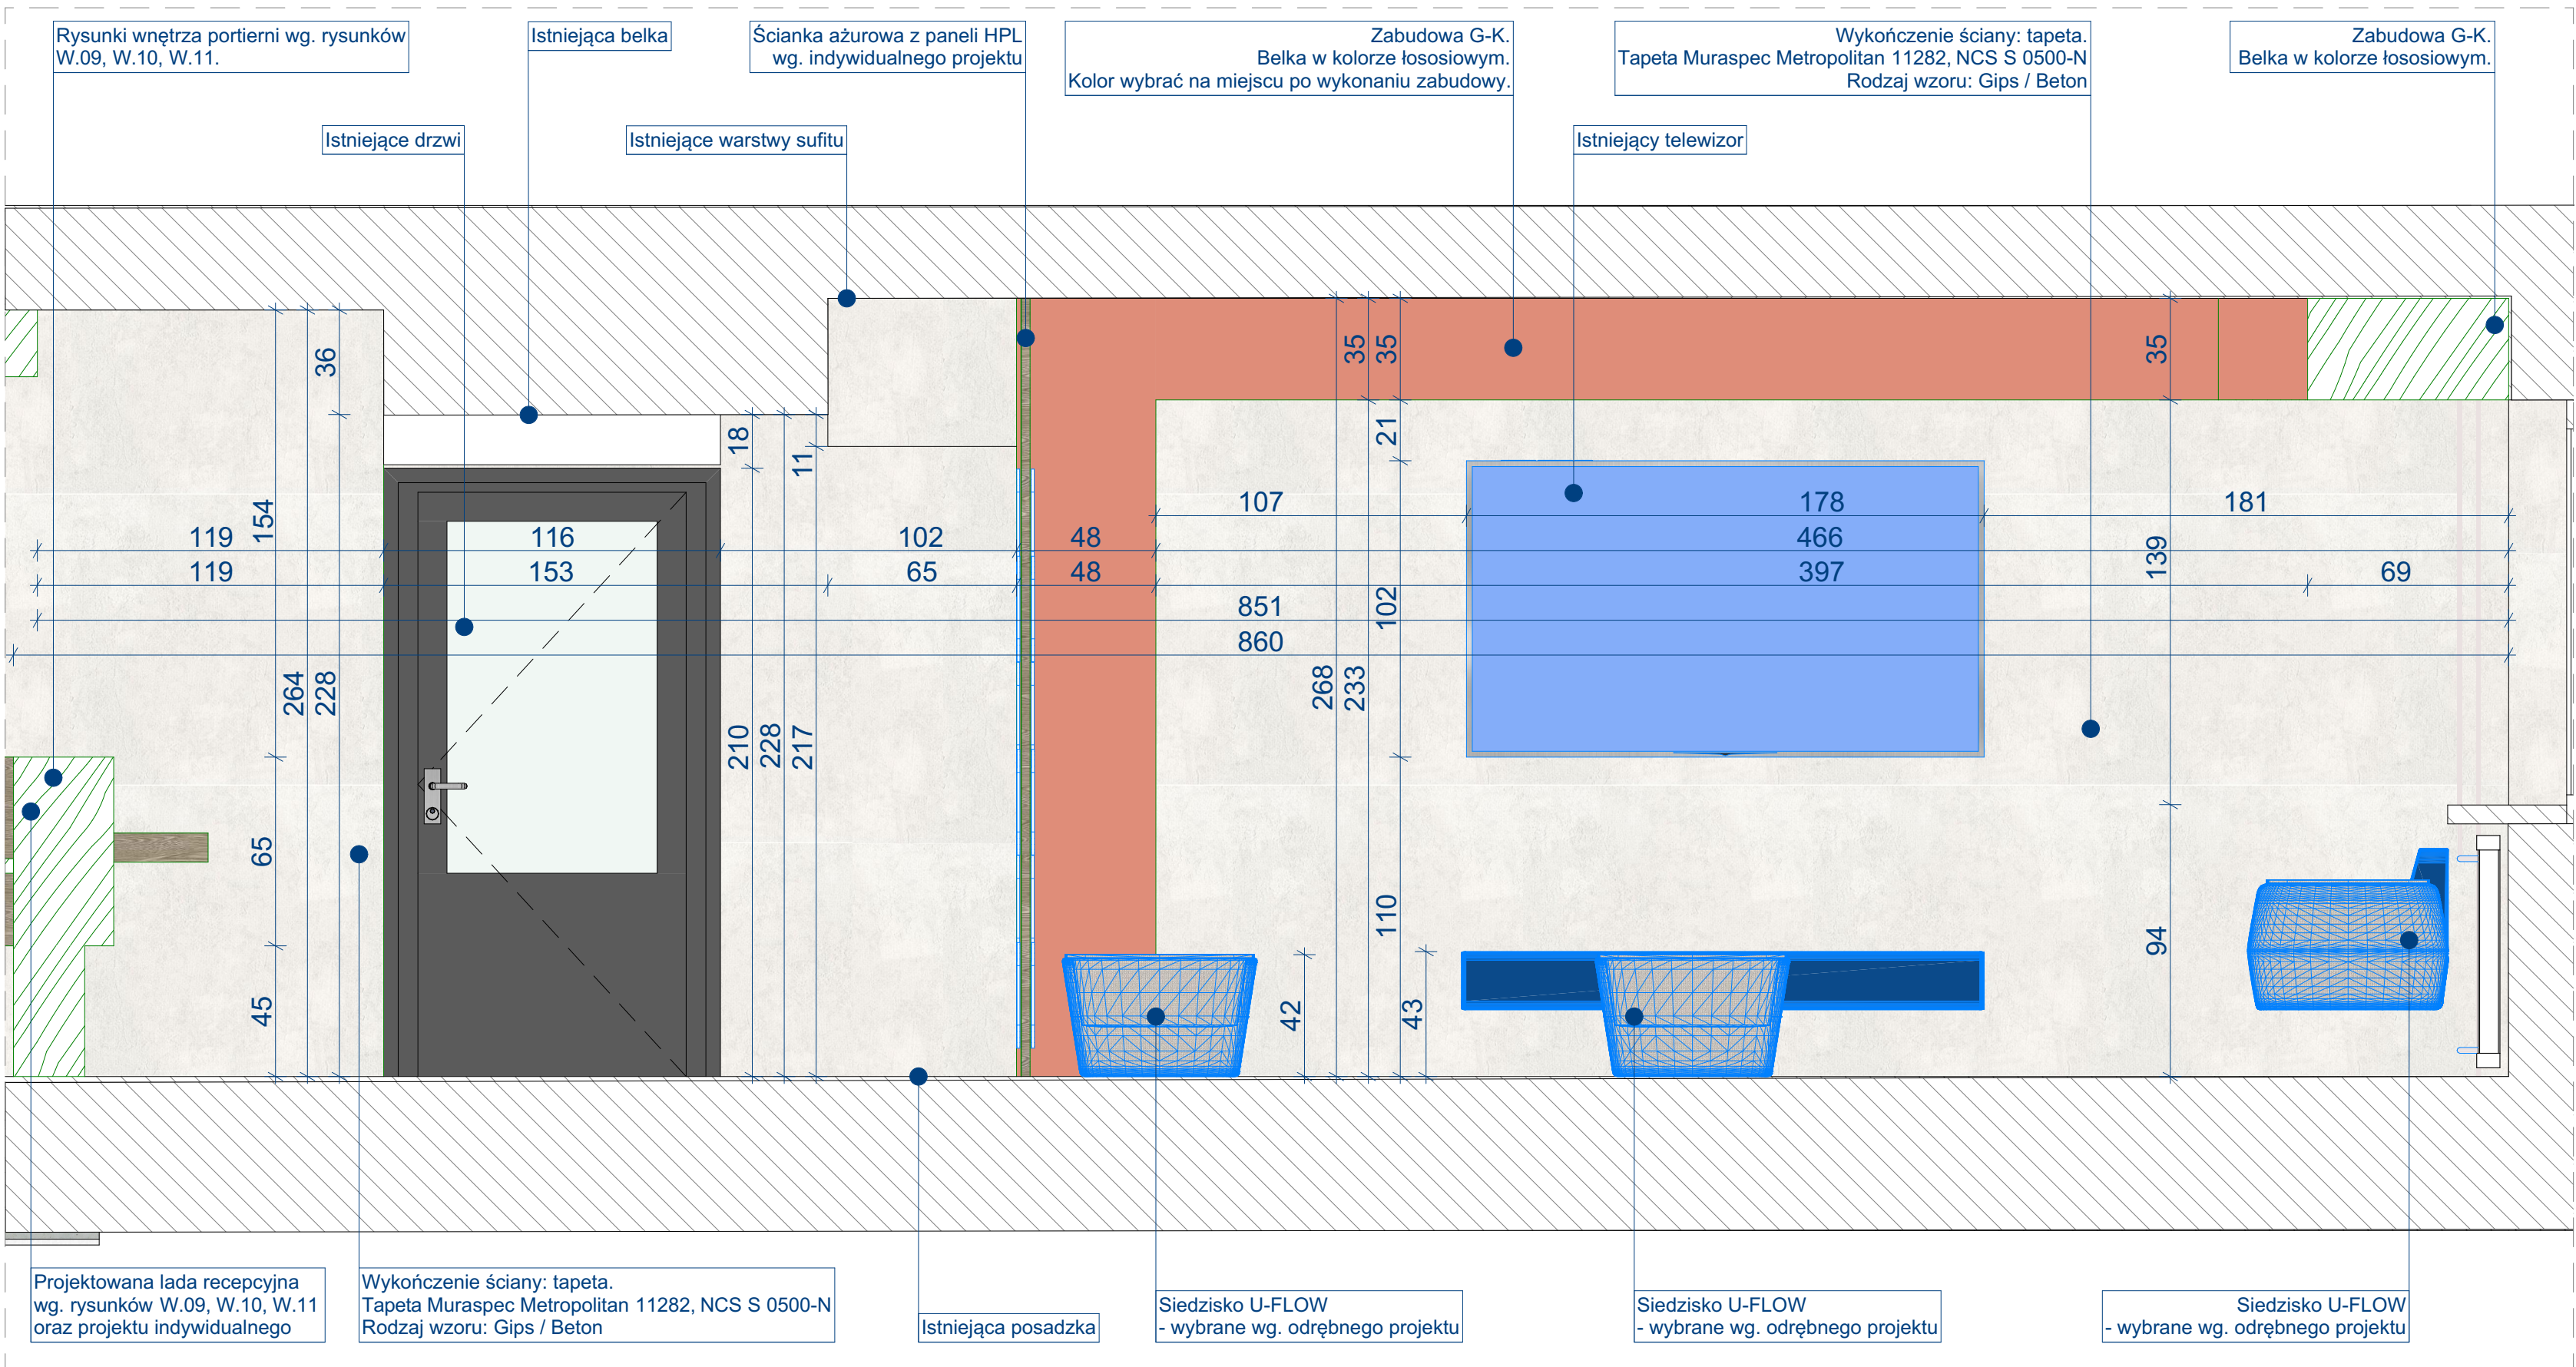 Rysunki wnętrza portierni wg. rysunków
W.09, W.10, W.11.
Istniejąca belka
Ścianka ażurowa z paneli HPL
wg. indywidualnego projektu
Zabudowa G-K.
Belka w kolorze łososiowym.
Kolor wybrać na miejscu po wykonaniu zabudowy.
Wykończenie ściany: tapeta.
Tapeta Muraspec Metropolitan 11282, NCS S 0500-N
Rodzaj wzoru: Gips / Beton
Zabudowa G-K.
Belka w kolorze łososiowym.
Istniejące drzwi
Istniejące warstwy sufitu
Istniejący telewizor
36
35
35
35
18
11
21
154
107
178
181
119
116
102
48
466
139
119
153
65
48
397
69
102
851
860
264
228
268
233
210
228
217
65
110
94
45
42
43
Projektowana lada recepcyjna
wg. rysunków W.09, W.10, W.11
oraz projektu indywidualnego
Wykończenie ściany: tapeta.
Tapeta Muraspec Metropolitan 11282, NCS S 0500-N
Rodzaj wzoru: Gips / Beton
Istniejąca posadzka
Siedzisko U-FLOW
- wybrane wg. odrębnego projektu
Siedzisko U-FLOW
- wybrane wg. odrębnego projektu
Siedzisko U-FLOW
- wybrane wg. odrębnego projektu